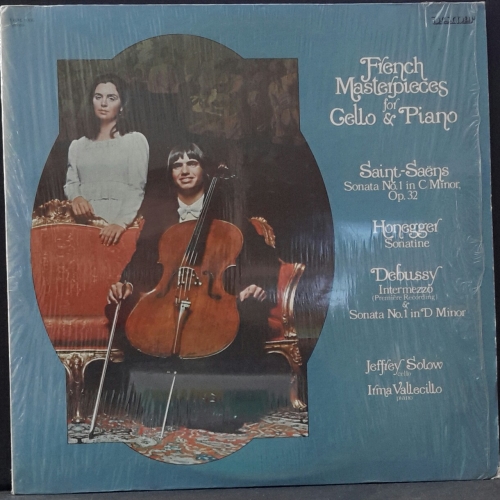 French
Masterpieces
for
Cello & Piano
Saint-Saëns
Sonata No.1 in C Minor,
Op. 32
Honegger
Sonatine
Debussy
Intermezzo
(Premiere Recording)
&
Sonata No.1 in D Minor
Jeffrey Solow
cello
Irma Vallecillo
piano